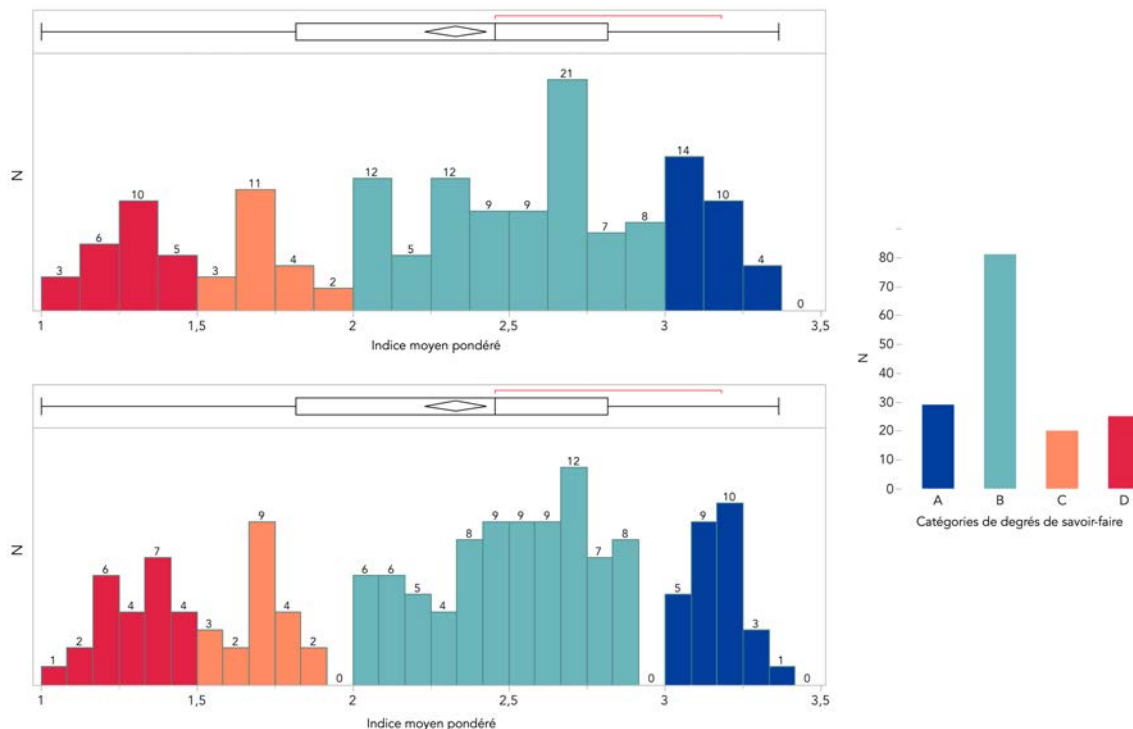 N
3 6 10 5 3 11 4 2 12 5 12 9 9 21 7 8 14 10 4 0
1 1,5 2 2,5 3 3,5
Indice moyen pondéré
N
1 2 6 4 7 4 3 2 9 4 2 0 6 6 5 4 8 9 9 9 12 7 8 0 5 9 10 3 1 0
1 1,5 2 2,5 3 3,5
Indice moyen pondéré
N
80
70
60
50
40
30
20
10
0
A B C D
Catégories de degrés de savoir-faire